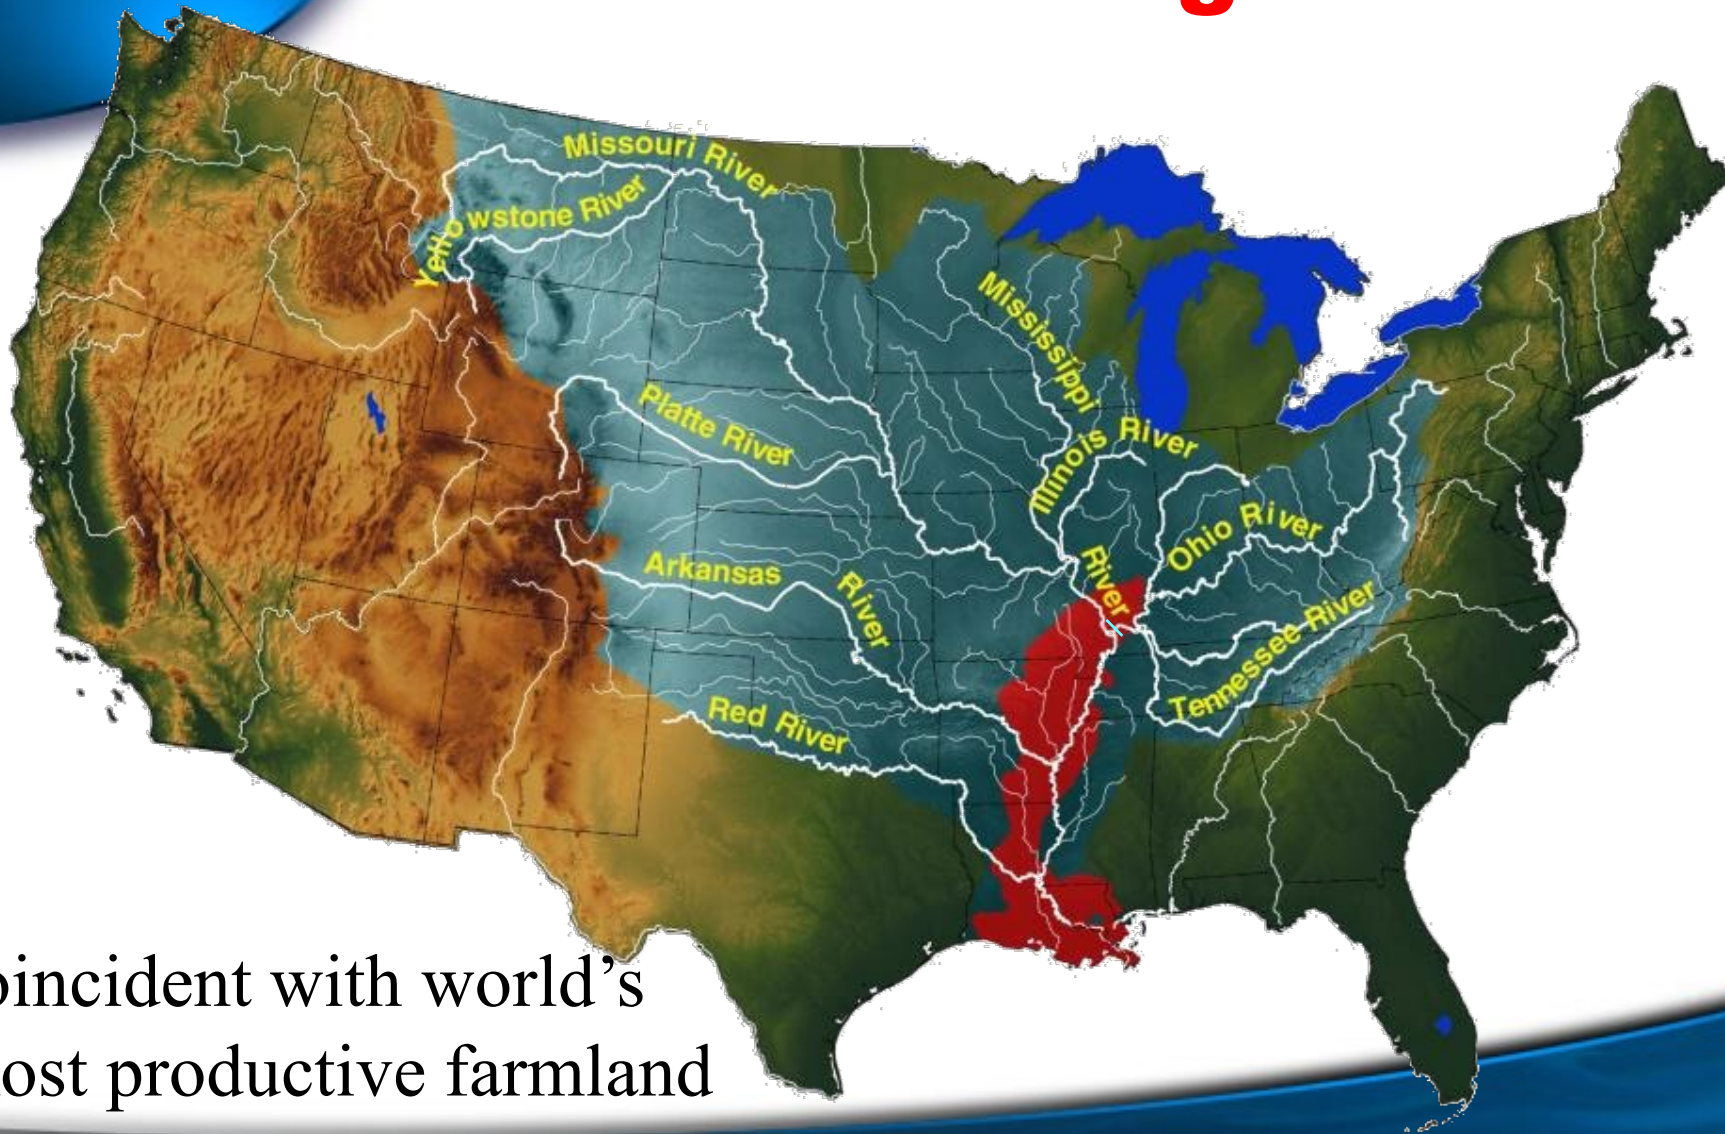 g
Missouri River
Yellowstone River
Mississippi River
Platte River
Illinois River
Ohio River
Arkansas River
Tennessee River
Red River
oincident with world’s
ost productive farmland